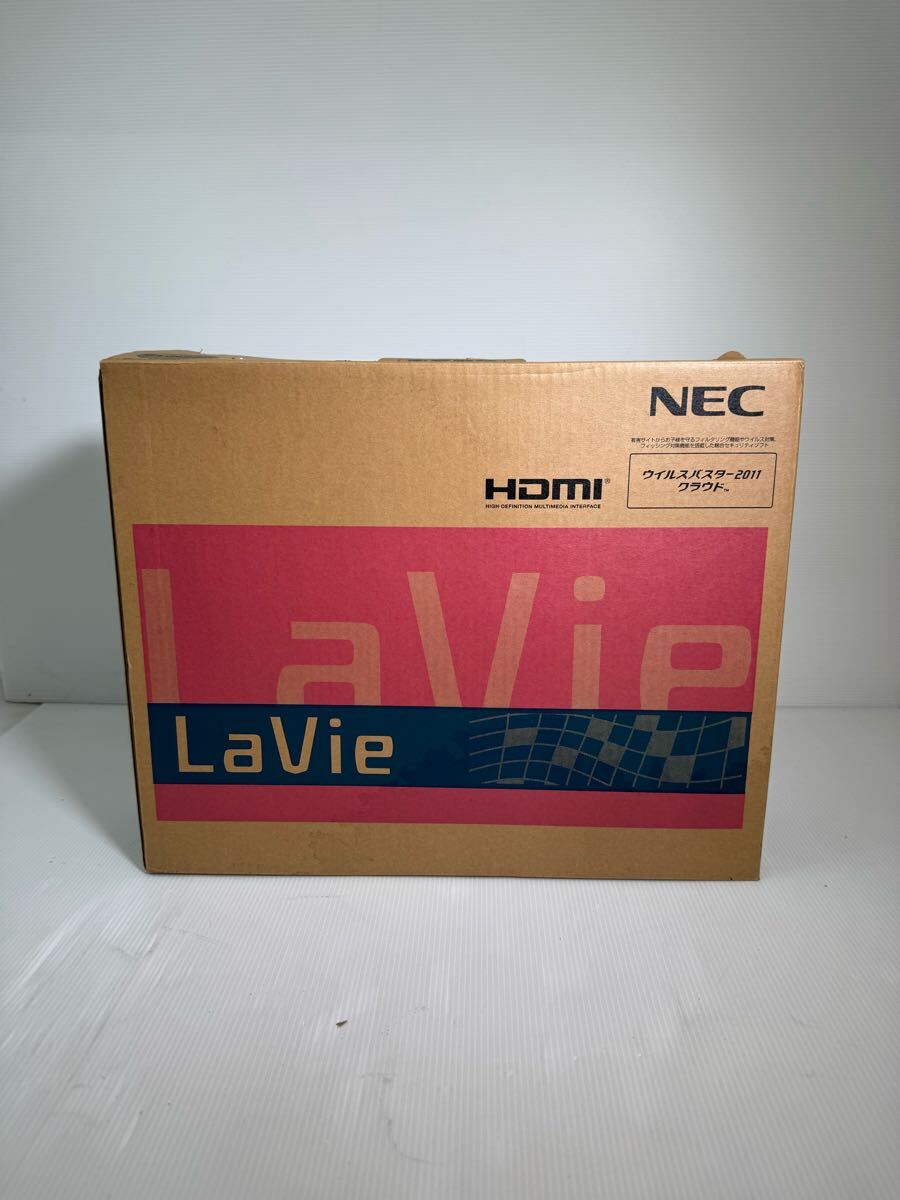 NEC
有害サイトからお子様を守るフィルタリング機能やウイルス対策、
フィッシング対策機能を搭載した総合セキュリティソフト
ウイルスバスター2011
クラウド™
HDMI®
HIGH-DEFINITION MULTIMEDIA INTERFACE
LaVie
LaVie